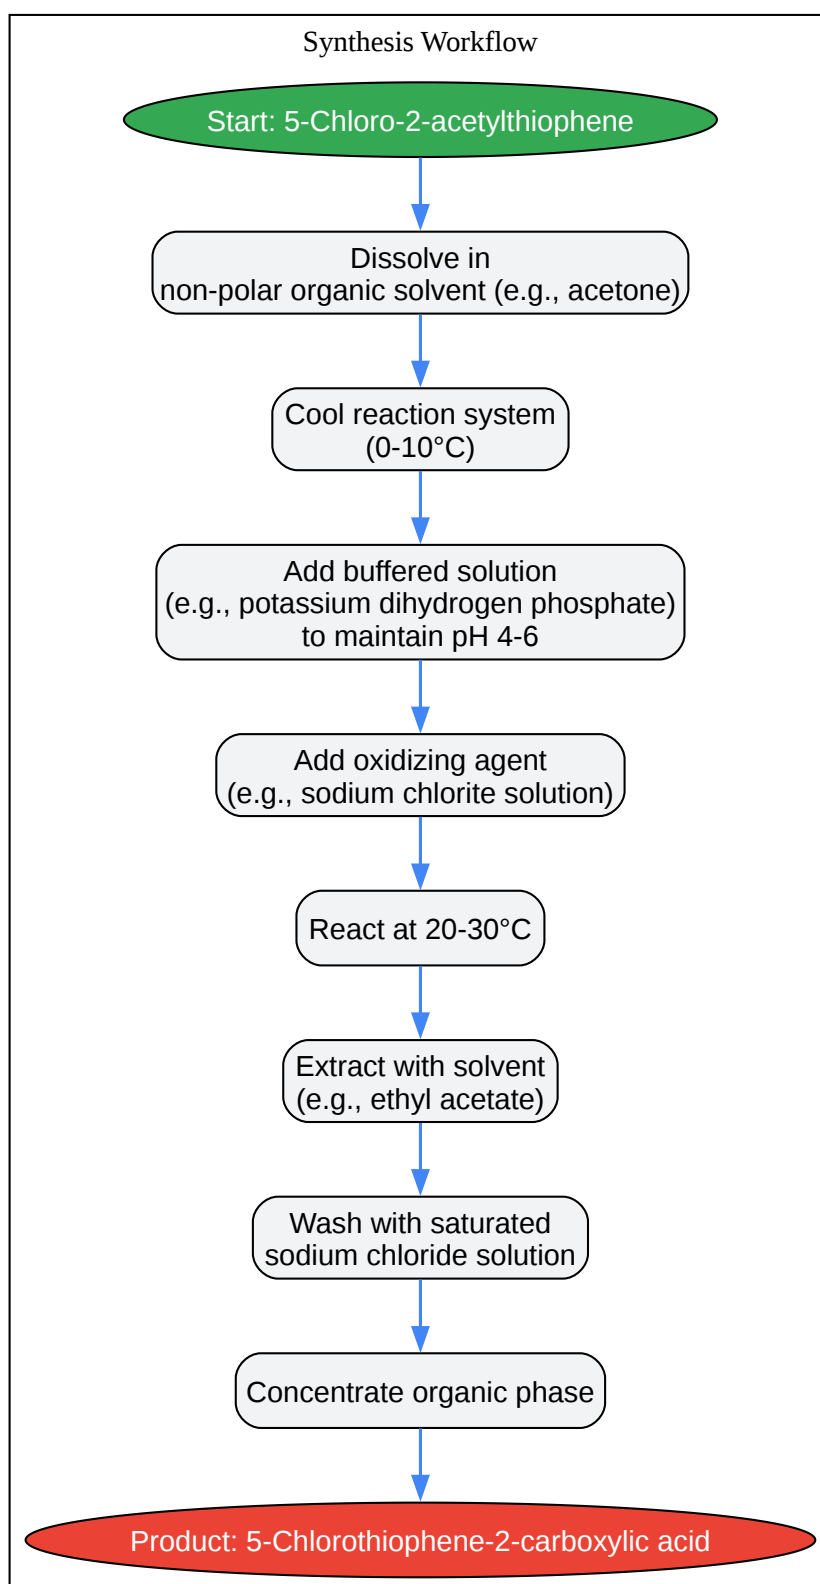 Synthesis Workflow
Start: 5-Chloro-2-acetylthiophene
Dissolve in
non-polar organic solvent (e.g., acetone)
Cool reaction system
(0-10°C)
Add buffered solution
(e.g., potassium dihydrogen phosphate)
to maintain pH 4-6
Add oxidizing agent
(e.g., sodium chlorite solution)
React at 20-30°C
Extract with solvent
(e.g., ethyl acetate)
Wash with saturated
sodium chloride solution
Concentrate organic phase
Product: 5-Chlorothiophene-2-carboxylic acid